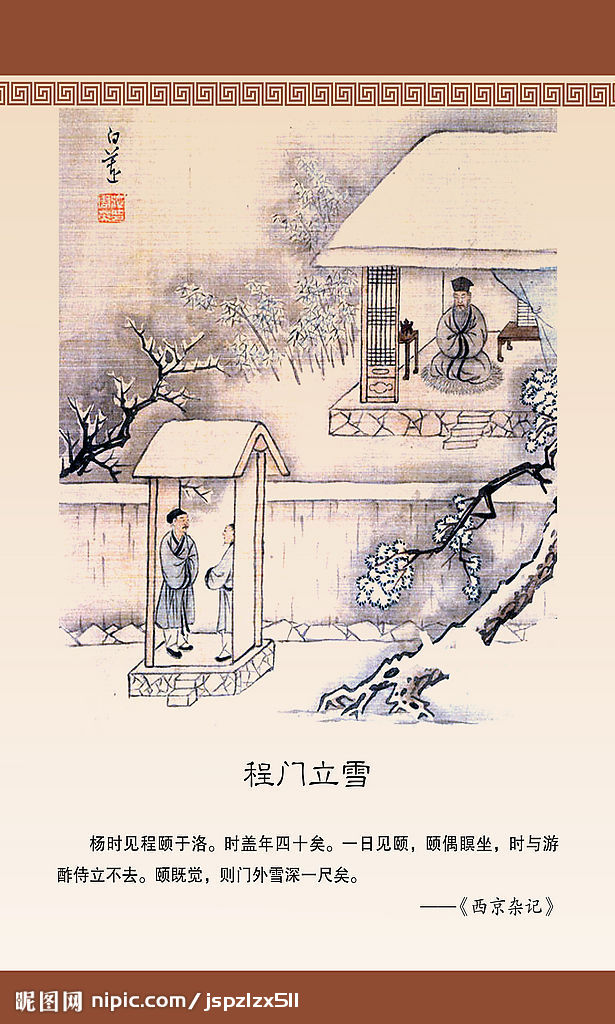 白莲
程门立雪
杨时见程颐于洛。时盖年四十矣。一日见颐，颐偶瞑坐，时与游
酢侍立不去。颐既觉，则门外雪深一尺矣。
——《西京杂记》
昵图网 nipic.com/jspzlzx5ll